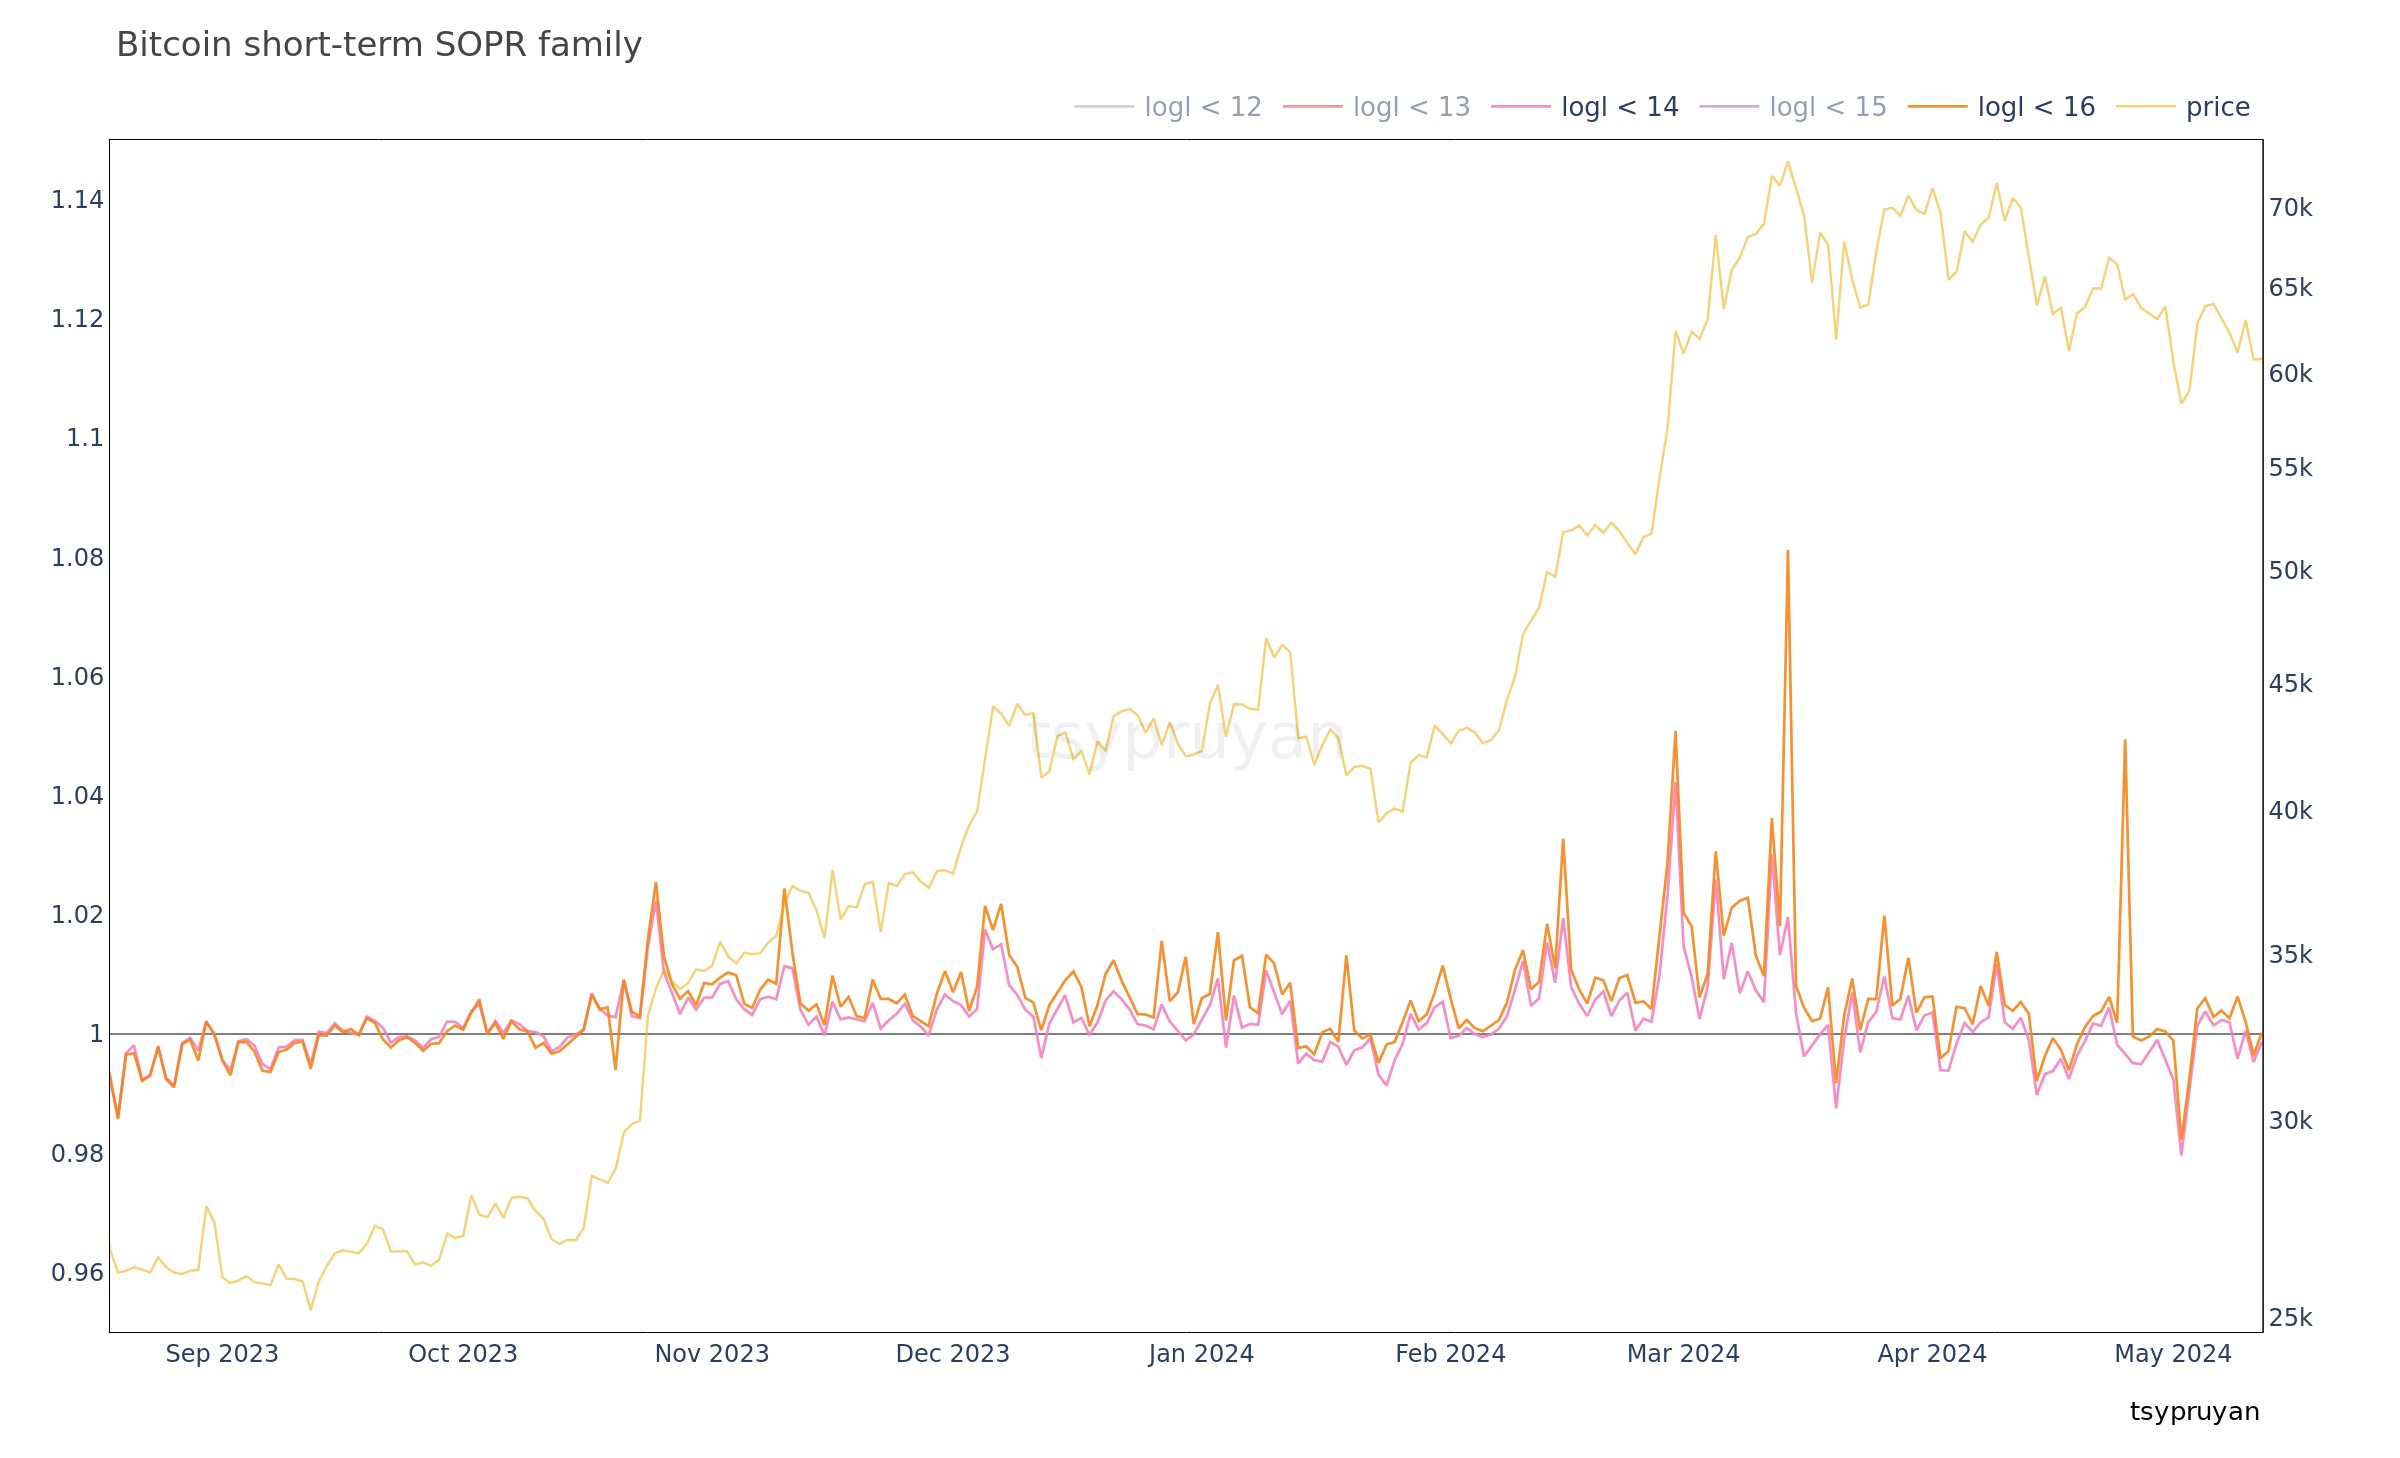 Bitcoin short-term SOPR family
logl < 12 logl < 13 logl < 14 logl < 15 logl < 16 price
1.14
1.12
1.1
1.08
1.06
1.04
1.02
1
0.98
0.96
70k
65k
60k
55k
50k
45k
40k
35k
30k
25k
tsypruyan
Sep 2023 Oct 2023 Nov 2023 Dec 2023 Jan 2024 Feb 2024 Mar 2024 Apr 2024 May 2024
tsypruyan